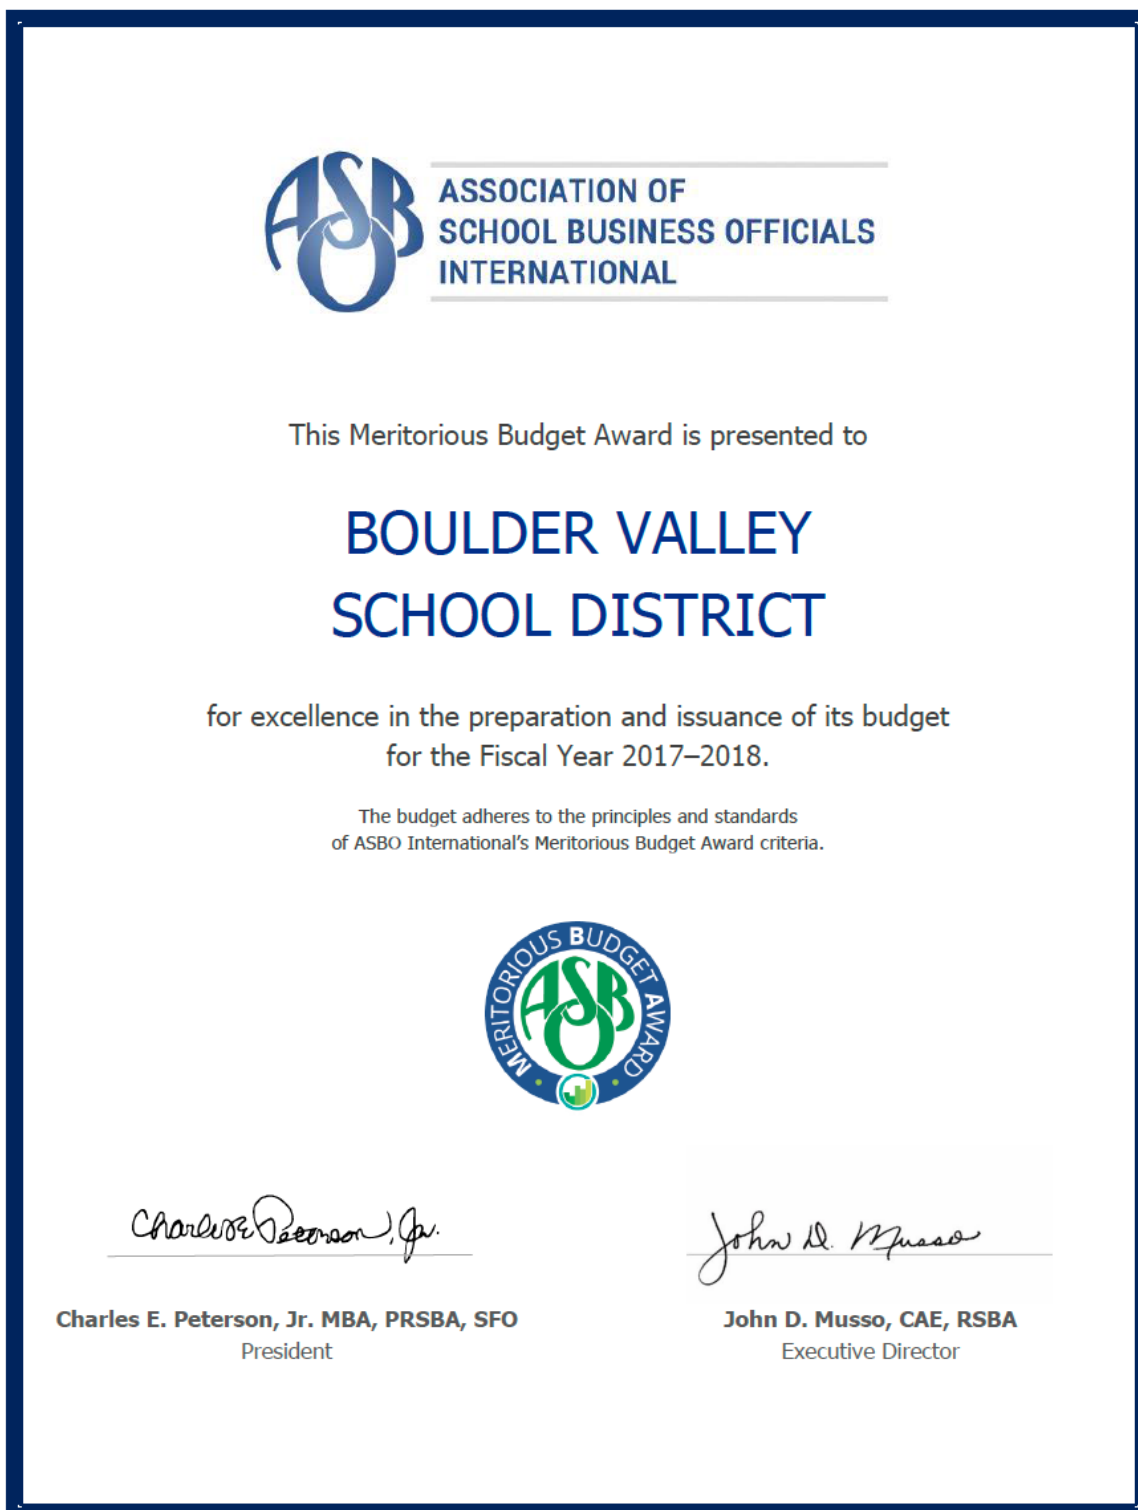 ASBO
ASSOCIATION OF
SCHOOL BUSINESS OFFICIALS
INTERNATIONAL
This Meritorious Budget Award is presented to
BOULDER VALLEY
SCHOOL DISTRICT
for excellence in the preparation and issuance of its budget
for the Fiscal Year 2017–2018.
The budget adheres to the principles and standards
of ASBO International's Meritorious Budget Award criteria.
MERITORIOUS BUDGET AWARD
ASBO
Charles E. Peterson, Jr.
John D. Musso
Charles E. Peterson, Jr. MBA, PRSBA, SFO
John D. Musso, CAE, RSBA
President
Executive Director